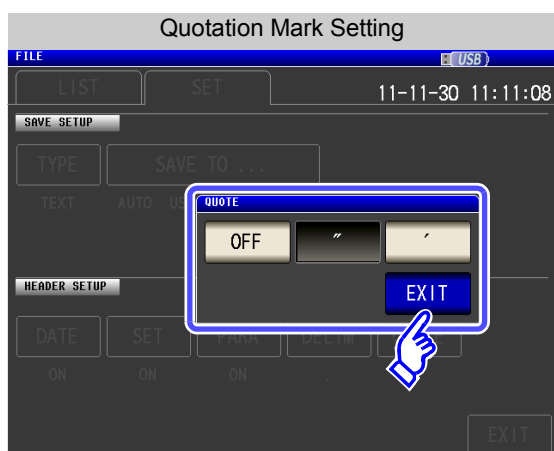 Quotation Mark Setting
FILE
USB
LIST SET 11-11-30 11:11:08
SAVE SETUP
TYPE SAVE TO ...
TEXT AUTO
QUOTE
OFF " ′
EXIT
HEADER SETUP
DATE SET PARA DELIM
ON ON ON .
EXIT